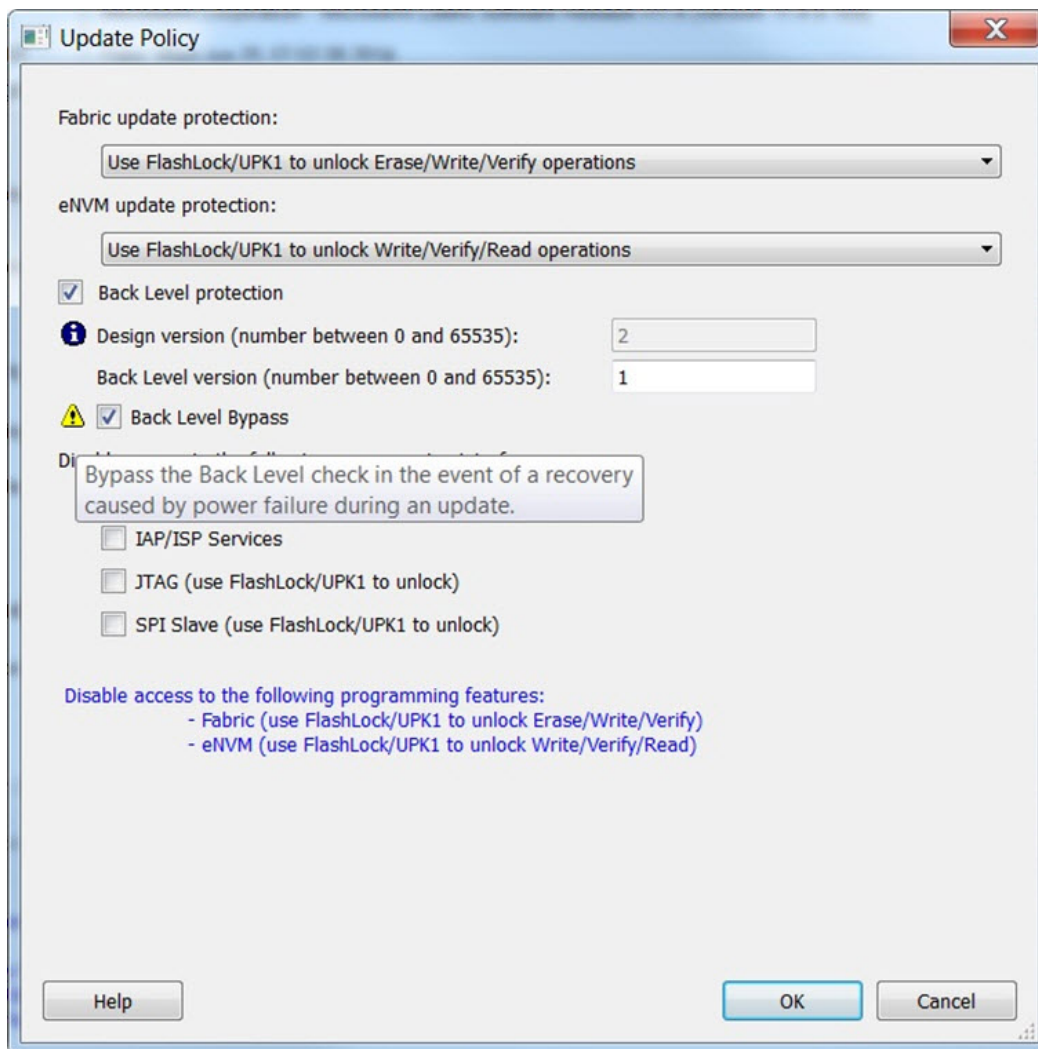 Update Policy
Fabric update protection:
Use FlashLock/UPK1 to unlock Erase/Write/Verify operations
eNVM update protection:
Use FlashLock/UPK1 to unlock Write/Verify/Read operations
Back Level protection
Design version (number between 0 and 65535): 2
Back Level version (number between 0 and 65535): 1
Back Level Bypass
Bypass the Back Level check in the event of a recovery
caused by power failure during an update.
IAP/ISP Services
JTAG (use FlashLock/UPK1 to unlock)
SPI Slave (use FlashLock/UPK1 to unlock)
Disable access to the following programming features:
- Fabric (use FlashLock/UPK1 to unlock Erase/Write/Verify)
- eNVM (use FlashLock/UPK1 to unlock Write/Verify/Read)
Help OK Cancel